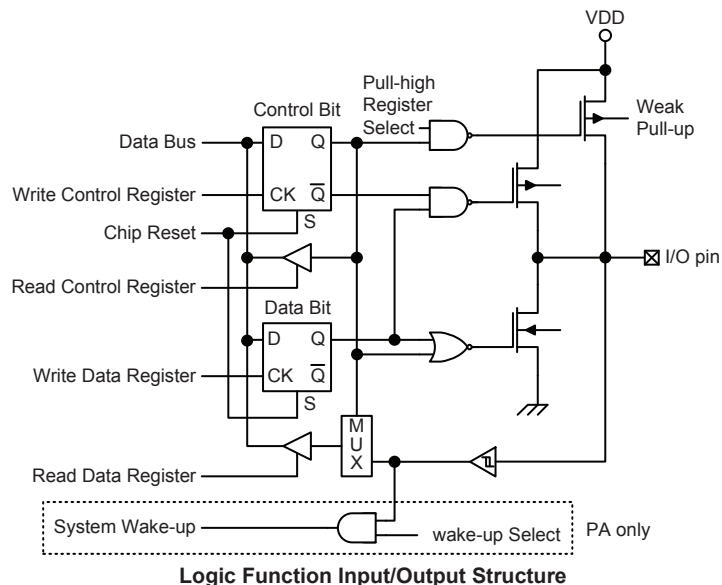 VDD
Pull-high
Register
Select
Control Bit
Weak
Pull-up
Data Bus
D
Q
Write Control Register
CK
Q̅
S
Chip Reset
I/O pin
Read Control Register
Data Bit
D
Q
Write Data Register
CK
Q̅
S
M
U
X
Read Data Register
System Wake-up
wake-up Select
PA only
Logic Function Input/Output Structure